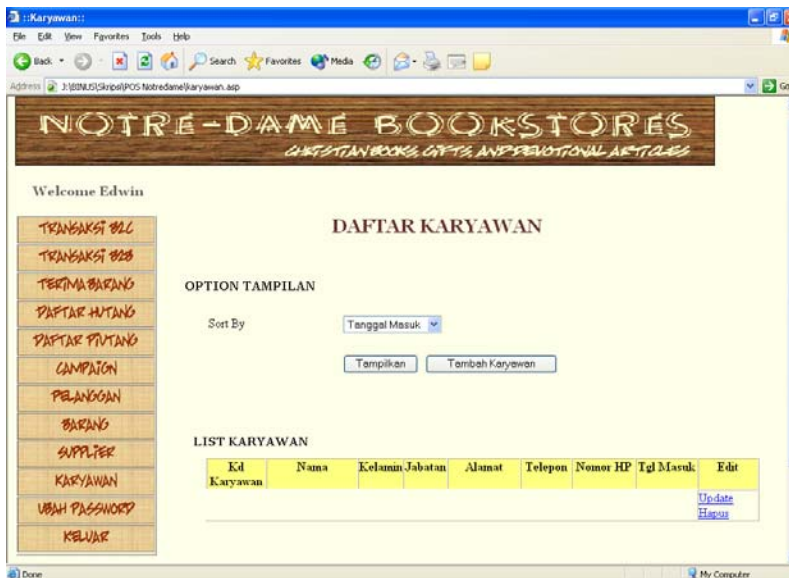 ::Karyawan::
File Edit View Favorites Tools Help
Back Search Favorites Media
Address J:\BINUS\Skripsi\POS Notredame\karyawan.asp Go
NOTRE-DAME BOOKSTORES
CHRISTIAN BOOKS, GIFTS, AND DEVOTIONAL ARTICLES
Welcome Edwin
TRANSAKSI B2C
TRANSAKSI B2B
TERIMA BARANG
DAFTAR HUTANG
DAFTAR PIUTANG
CAMPAIGN
PELANGGAN
BARANG
SUPPLIER
KARYAWAN
UBAH PASSWORD
KELUAR
DAFTAR KARYAWAN
OPTION TAMPILAN
Sort By Tanggal Masuk
Tampilkan Tambah Karyawan
LIST KARYAWAN
Kd Karyawan Nama Kelamin Jabatan Alamat Telepon Nomor HP Tgl Masuk Edit
Update
Hapus
Done My Computer